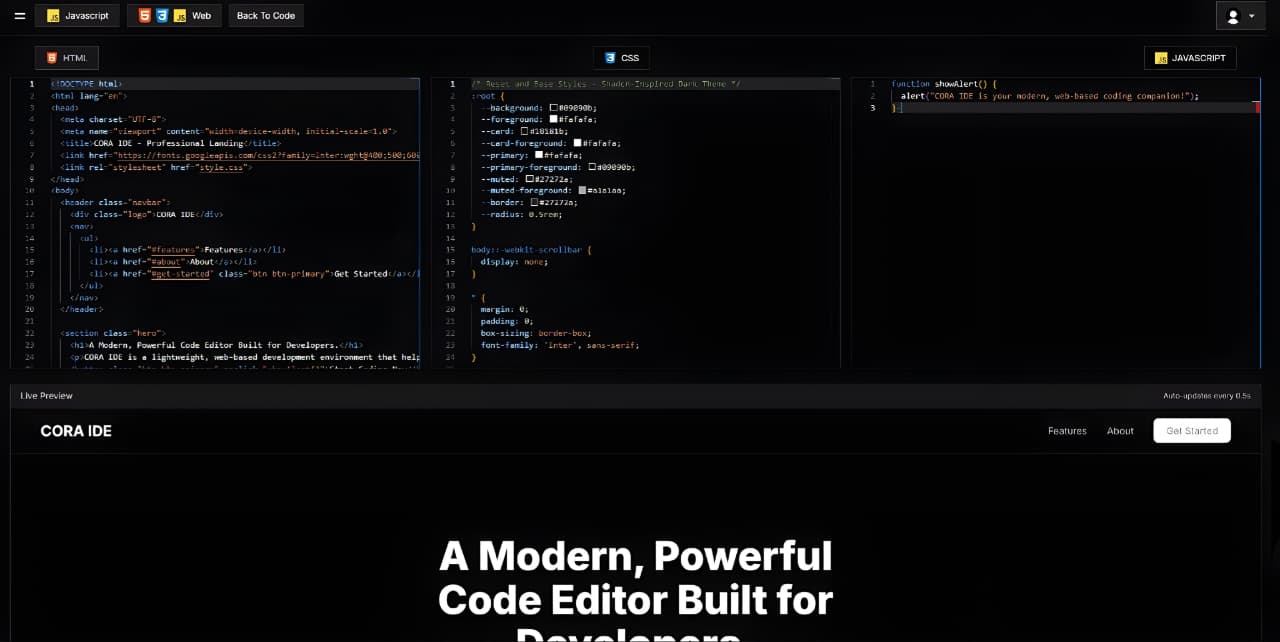 Javascript
Web
Back To Code
HTML
1 <!DOCTYPE html>
2 <html lang="en">
3 <head>
4 <meta charset="UTF-8">
5 <meta name="viewport" content="width=device-width, initial-scale=1.0">
6 <title>CORA IDE - Professional Landing</title>
7 <link href="https://fonts.googleapis.com/css2?family=Inter:wght@400;500;600
8 <link rel="stylesheet" href="style.css">
9 </head>
10 <body>
11 <header class="navbar">
12 <div class="logo">CORA IDE</div>
13 <nav>
14 <ul>
15 <li><a href="#features">Features</a></li>
16 <li><a href="#about">About</a></li>
17 <li><a href="#get-started" class="btn btn-primary">Get Started</a></l
18 </ul>
19 </nav>
20 </header>
21
22 <section class="hero">
23 <h1>A Modern, Powerful Code Editor Built for Developers.</h1>
24 <p>CORA IDE is a lightweight, web-based development environment that help
CSS
1 /* Reset and Base Styles - Shadcn-Inspired Dark Theme */
2 :root {
3 --background: #09090b;
4 --foreground: #fafafa;
5 --card: #18181b;
6 --card-foreground: #fafafa;
7 --primary: #fafafa;
8 --primary-foreground: #09090b;
9 --muted: #27272a;
10 --muted-foreground: #a1a1aa;
11 --border: #27272a;
12 --radius: 0.5rem;
13 }
14
15 body::-webkit-scrollbar {
16 display: none;
17 }
18
19 * {
20 margin: 0;
21 padding: 0;
22 box-sizing: border-box;
23 font-family: 'Inter', sans-serif;
24 }
JAVASCRIPT
1 function showAlert() {
2 alert("CORA IDE is your modern, web-based coding companion!");
3 }
Live Preview
Auto-updates every 0.5s
CORA IDE
Features
About
Get Started
A Modern, Powerful
Code Editor Built for
Developers.